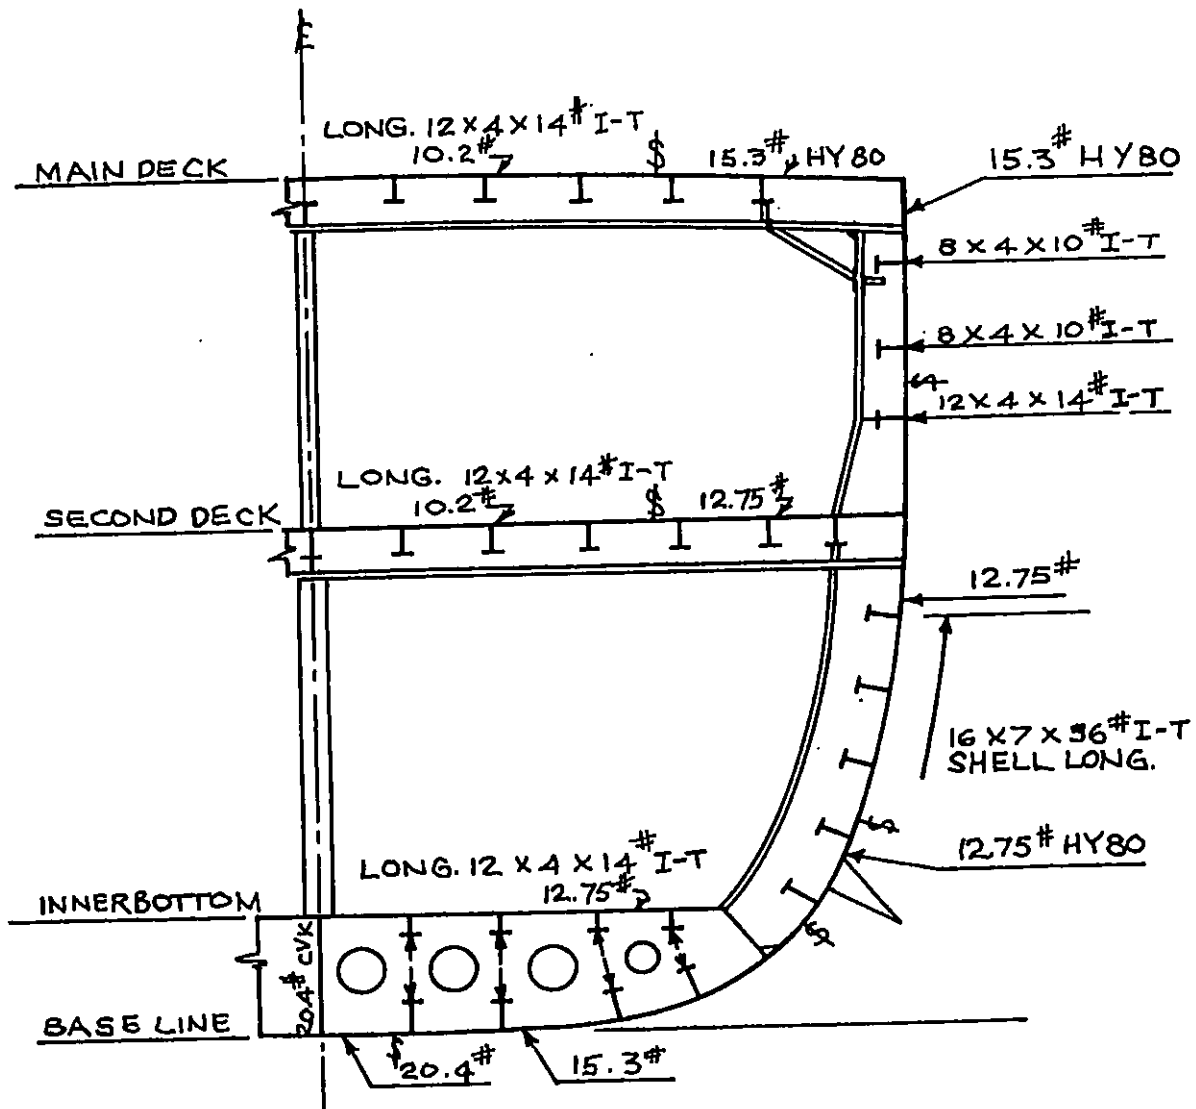 LONG. 12 X 4 X 14# I-T
10.2#
15.3# HY80
15.3# HY80
MAIN DECK
8 X 4 X 10# I-T
8 X 4 X 10# I-T
12 X 4 X 14# I-T
LONG. 12 X 4 X 14# I-T
10.2#
12.75#
SECOND DECK
12.75#
16 X 7 X 36# I-T
SHELL LONG.
12.75# HY80
LONG. 12 X 4 X 14# I-T
12.75#
INNERBOTTOM
20.4# CVK
BASE LINE
20.4#
15.3#